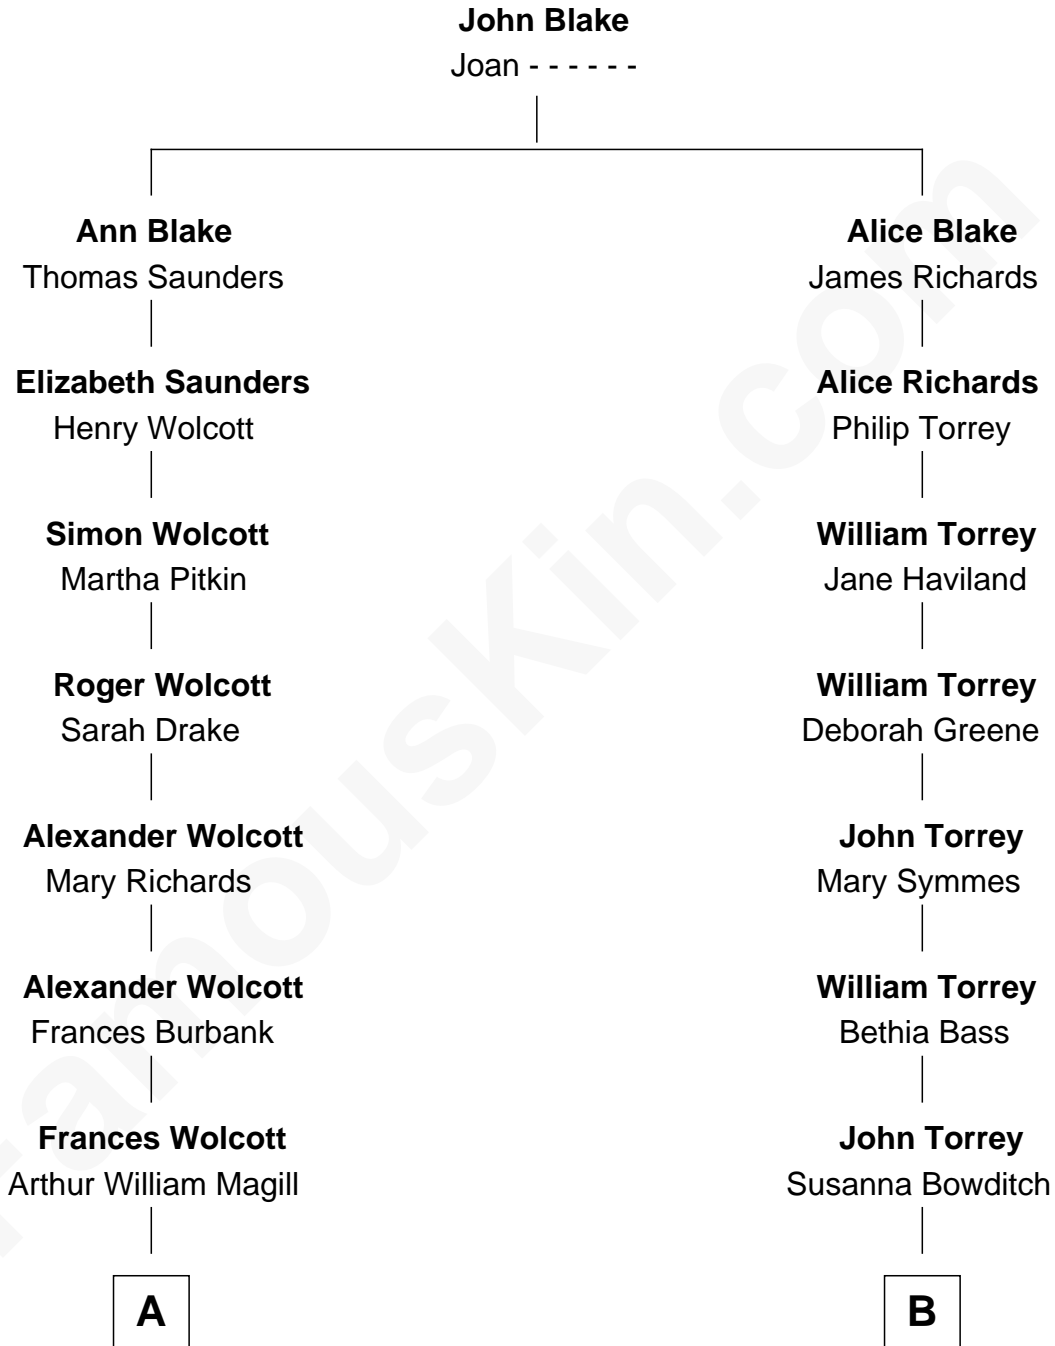 John Blake
Joan - - - - - -
Ann Blake
Thomas Saunders
Alice Blake
James Richards
Elizabeth Saunders
Henry Wolcott
Alice Richards
Philip Torrey
Simon Wolcott
Martha Pitkin
William Torrey
Jane Haviland
Roger Wolcott
Sarah Drake
William Torrey
Deborah Greene
Alexander Wolcott
Mary Richards
John Torrey
Mary Symmes
Alexander Wolcott
Frances Burbank
William Torrey
Bethia Bass
Frances Wolcott
Arthur William Magill
John Torrey
Susanna Bowditch
A
B
FamousKin.com